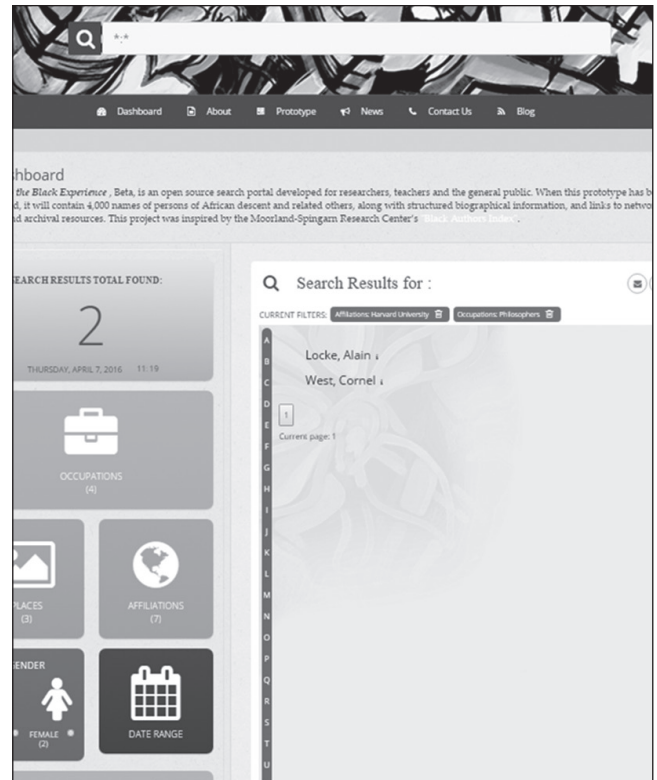 *:*
Dashboard About Prototype News Contact Us Blog
hboard
the Black Experience , Beta, is an open source search portal developed for researchers, teachers and the general public. When this prototype has b
d, it will contain 4,000 names of persons of African descent and related others, along with structured biographical information, and links to netwo
d archival resources. This project was inspired by the Moorland-Spingarn Research Center's "Black Authors Index".
EARCH RESULTS TOTAL FOUND:
2
THURSDAY, APRIL 7, 2016 11:19
OCCUPATIONS
(4)
LACES
(3)
AFFILIATIONS
(7)
ENDER
FEMALE
(2)
DATE RANGE
Search Results for :
CURRENT FILTERS: Affiliations: Harvard University Occupations: Philosophers
A
B
C
D
E
F
G
H
I
J
K
L
M
N
O
P
Q
R
S
T
U
Locke, Alain
West, Cornel
1
Current page: 1